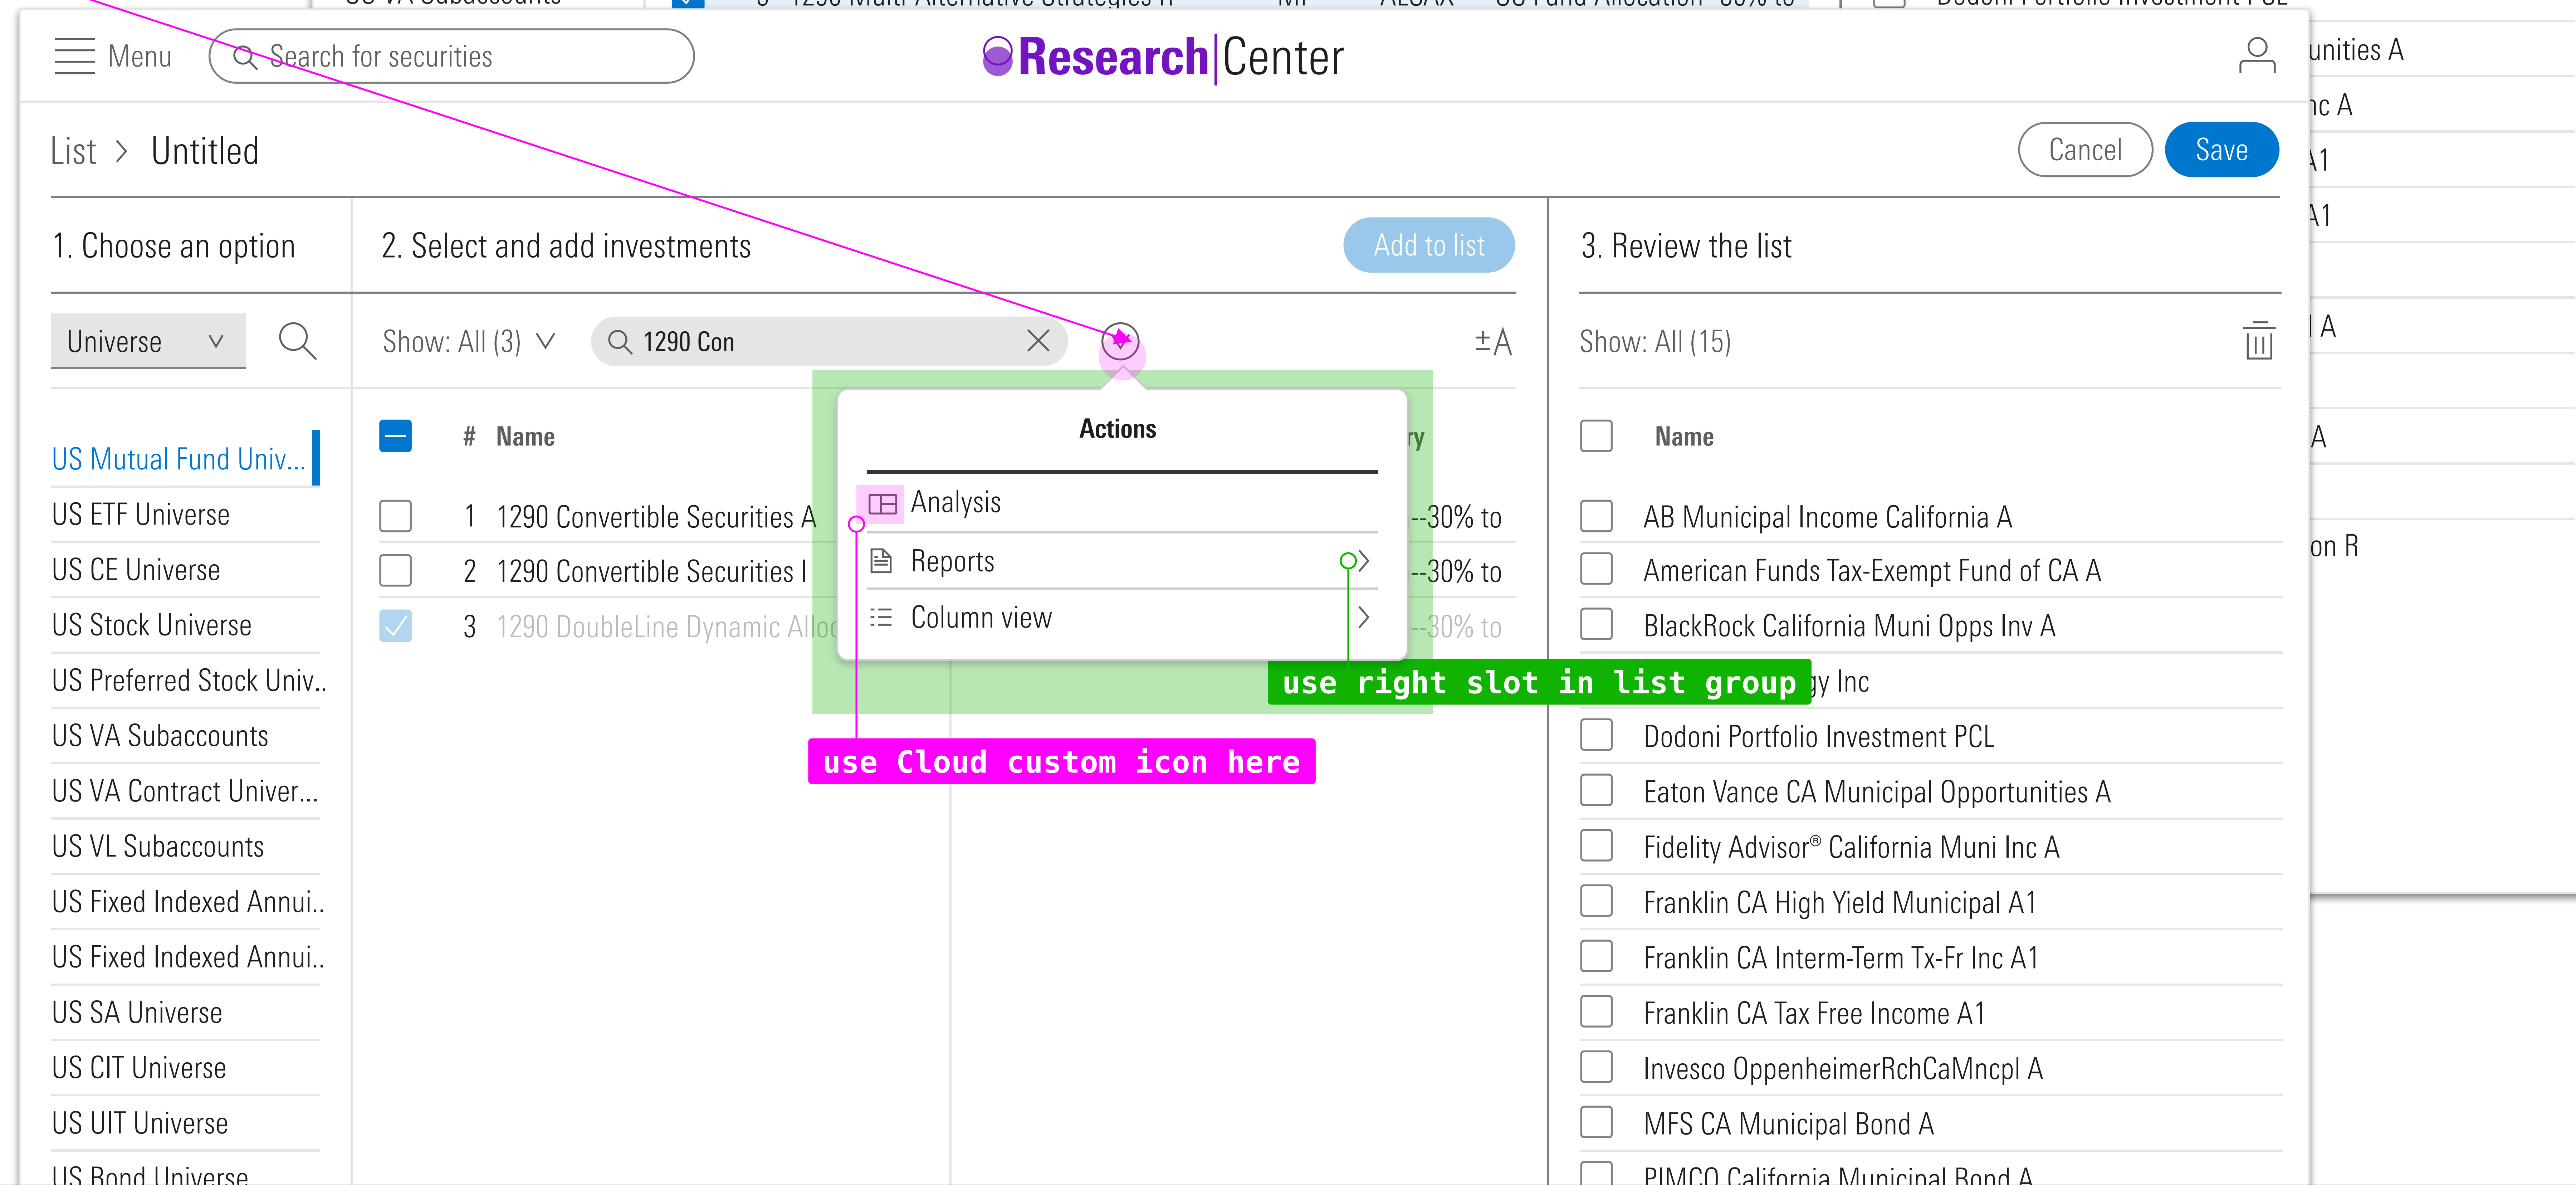 Menu
Search for securities
Research|Center
List > Untitled
Cancel
Save
1. Choose an option
2. Select and add investments
Add to list
3. Review the list
Universe
Show: All (3)
1290 Con
±A
Show: All (15)
US Mutual Fund Univ...
US ETF Universe
US CE Universe
US Stock Universe
US Preferred Stock Univ..
US VA Subaccounts
US VA Contract Univer...
US VL Subaccounts
US Fixed Indexed Annui..
US Fixed Indexed Annui..
US SA Universe
US CIT Universe
US UIT Universe
US Bond Universe
# Name
1 1290 Convertible Securities A --30% to
2 1290 Convertible Securities I --30% to
3 1290 DoubleLine Dynamic Alloc --30% to
Actions
Analysis
Reports
Column view
use right slot in list group
use Cloud custom icon here
Name
AB Municipal Income California A
American Funds Tax-Exempt Fund of CA A
BlackRock California Muni Opps Inv A
gy Inc
Dodoni Portfolio Investment PCL
Eaton Vance CA Municipal Opportunities A
Fidelity Advisor® California Muni Inc A
Franklin CA High Yield Municipal A1
Franklin CA Interm-Term Tx-Fr Inc A1
Franklin CA Tax Free Income A1
Invesco OppenheimerRchCaMncpl A
MFS CA Municipal Bond A
PIMCO California Municipal Bond A
unities A
nc A
A1
A1
l A
A
on R